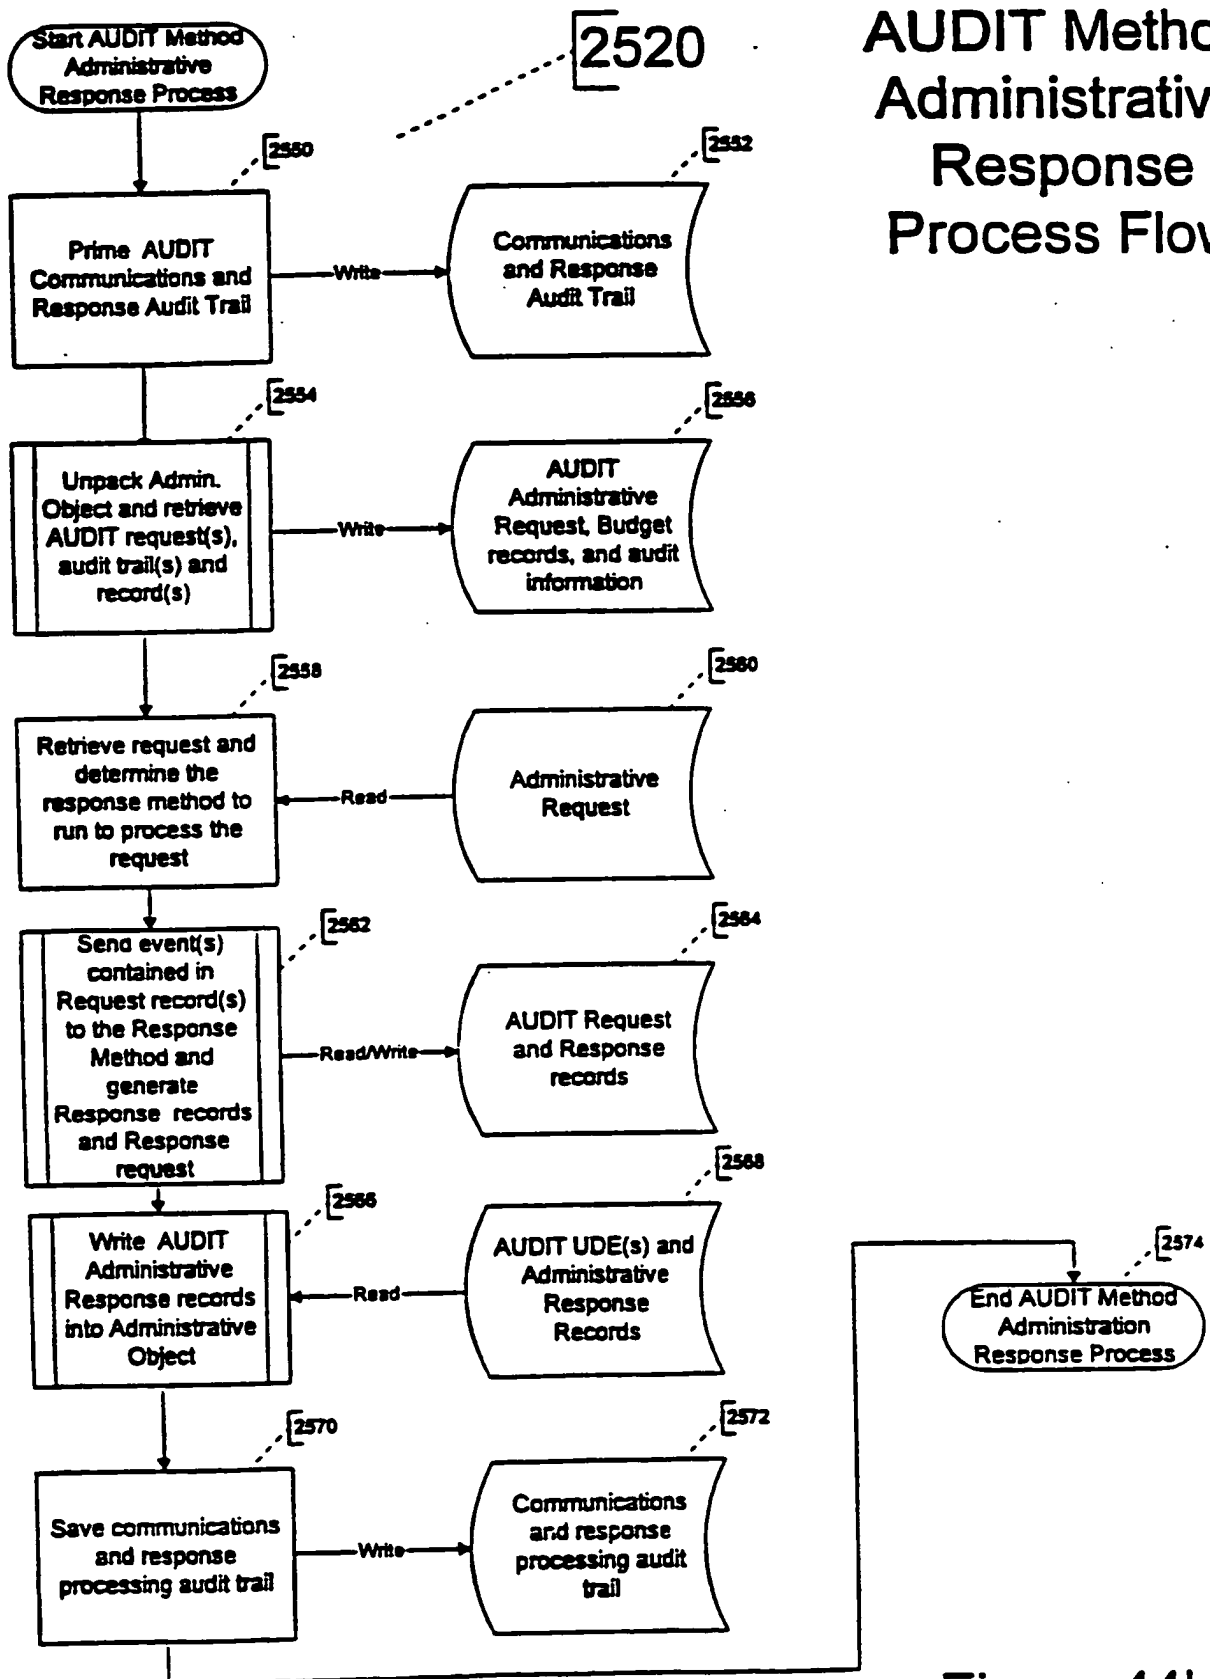 Start AUDIT Method
Administrative
Response Process
2520
AUDIT Metho
Administrativ
Response
Process Flov
2550
Prime AUDIT
Communications and
Response Audit Trail
Write
2552
Communications
and Response
Audit Trail
2554
Unpack Admin.
Object and retrieve
AUDIT request(s),
audit trail(s) and
record(s)
Write
2556
AUDIT
Administrative
Request, Budget
records, and audit
information
2558
Retrieve request and
determine the
response method to
run to process the
request
Read
2560
Administrative
Request
2562
Send event(s)
contained in
Request record(s)
to the Response
Method and
generate
Response records
and Response
request
Read/Write
2564
AUDIT Request
and Response
records
2566
Write AUDIT
Administrative
Response records
into Administrative
Object
Read
2568
AUDIT UDE(s) and
Administrative
Response
Records
2570
Save communications
and response
processing audit trail
Write
2572
Communications
and response
processing audit
trail
2574
End AUDIT Method
Administration
Response Process